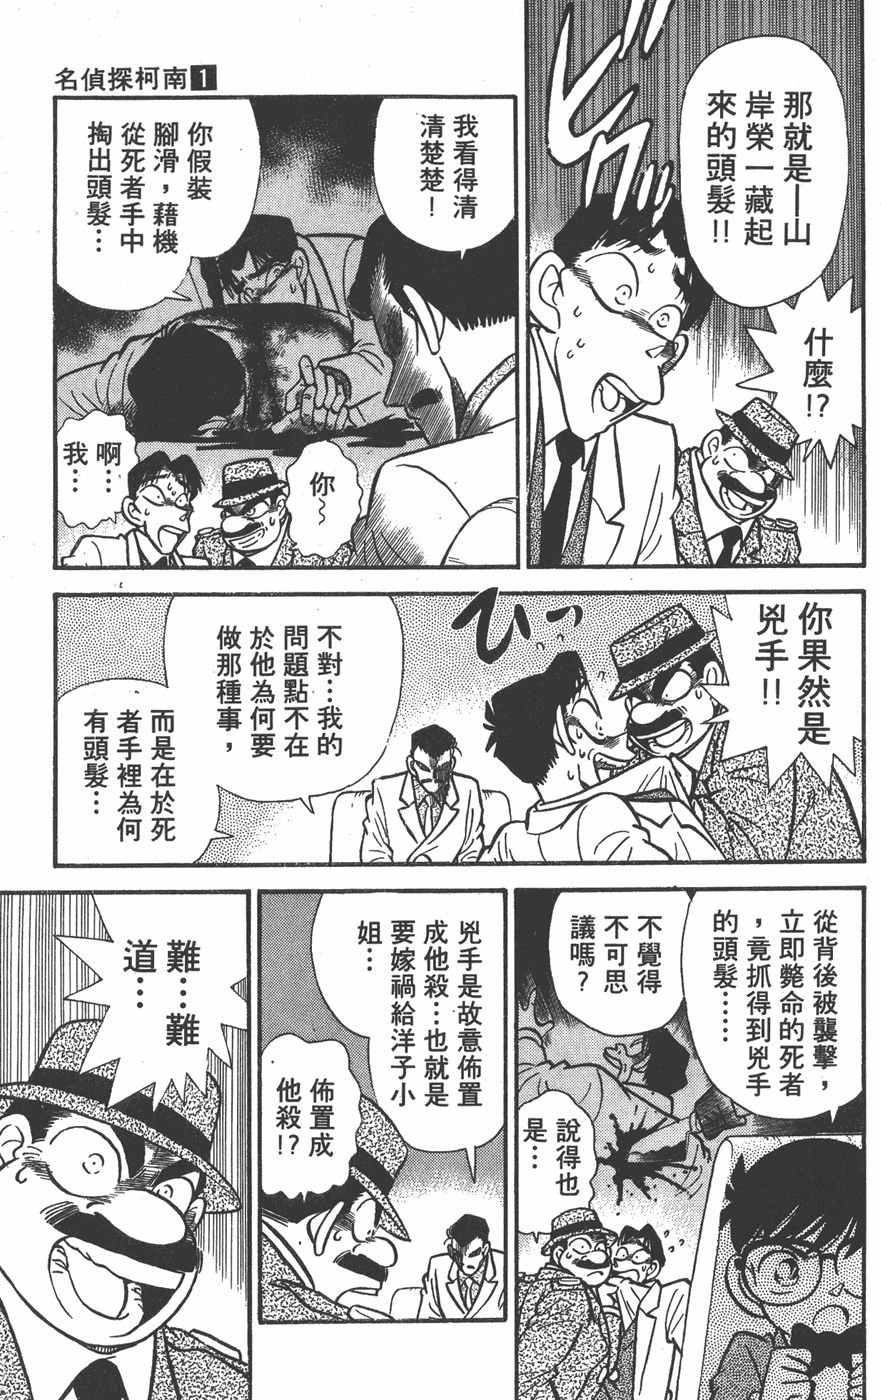 名偵探柯南1
那就是—山
岸榮一藏起
來的頭髮!!
什麼!?
我看得清
清楚楚!
你假裝
腳滑，藉機
從死者手中
掏出頭髮…
你~
啊…
我…
你果然是
兇手!!
ひっ
不對…我的
問題點不在
於他為何要
做那種事，
而是在於死
者手裡為何
有頭髮…
從背後被襲擊，
立即斃命的死者
，竟抓得到兇手
的頭髮……
不覺得
不可思
議嗎？
說得也
是…
兇手是故意佈置
成他殺…也就是
要嫁禍給洋子小
姐…
佈置成
他殺!?
難…難
道…